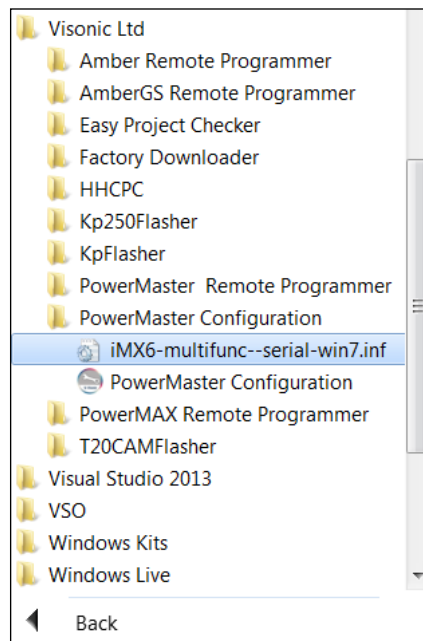 Visonic Ltd
Amber Remote Programmer
AmberGS Remote Programmer
Easy Project Checker
Factory Downloader
HHCPC
Kp250Flasher
KpFlasher
PowerMaster  Remote Programmer
PowerMaster Configuration
iMX6-multifunc--serial-win7.inf
PowerMaster Configuration
PowerMAX Remote Programmer
T20CAMFlasher
Visual Studio 2013
VSO
Windows Kits
Windows Live
Back